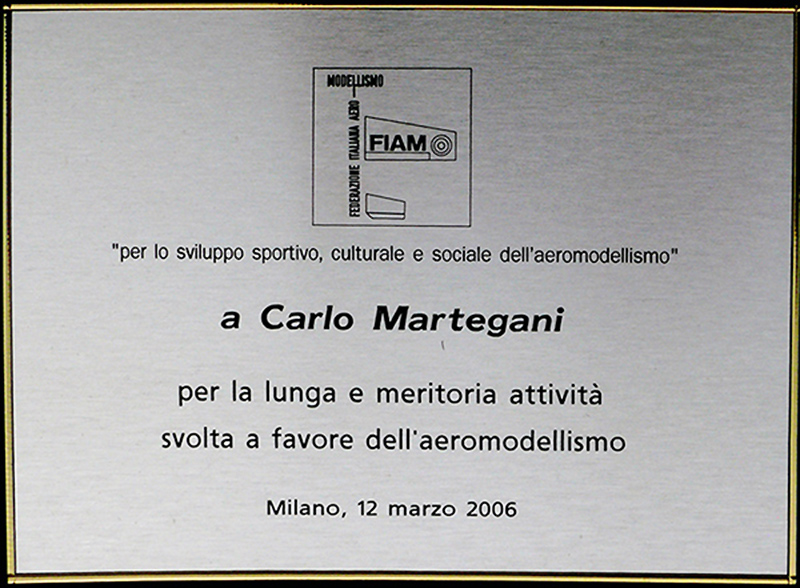 MODELLISMO
FEDERAZIONE ITALIANA AERO
FIAM
"per lo sviluppo sportivo, culturale e sociale dell'aeromodellismo"
a Carlo Martegani
per la lunga e meritoria attività
svolta a favore dell'aeromodellismo
Milano, 12 marzo 2006